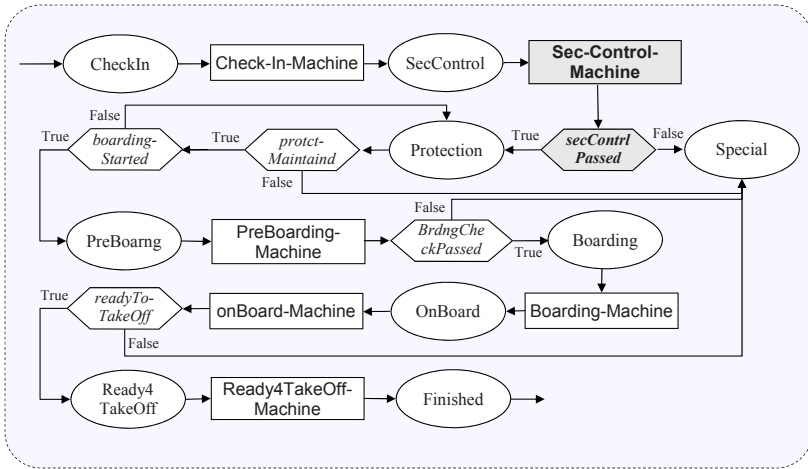 CheckIn
Check-In-Machine
SecControl
Sec-Control-
Machine
False
True
boarding-
Started
True
protct-
Maintaind
False
Protection
True
secContrl
Passed
False
Special
PreBoarng
PreBoarding-
Machine
False
BrdngChe
ckPassed
True
Boarding
True
readyTo-
TakeOff
False
onBoard-Machine
OnBoard
Boarding-Machine
Ready4
TakeOff
Ready4TakeOff-
Machine
Finished